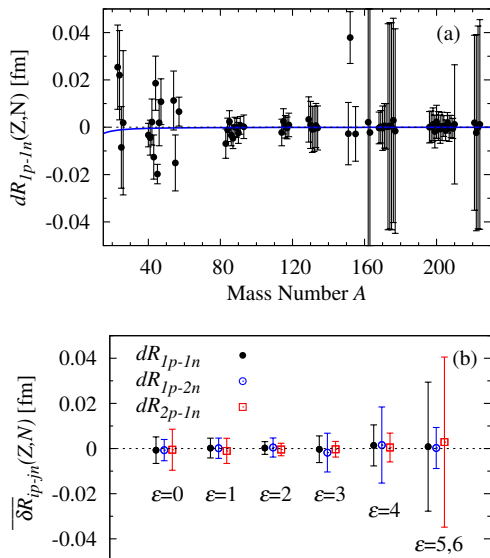 0.04
(a)
0.02
0
-0.02
-0.04
dR1p-1n(Z,N) [fm]
40 80 120 160 200
Mass Number A
0.04
dR1p-1n
(b)
dR1p-2n
0.02
dR2p-1n
0
ε=0 ε=1 ε=2 ε=3
-0.02
ε=4
-0.04
ε=5,6
δRip-jn(Z,N) [fm]